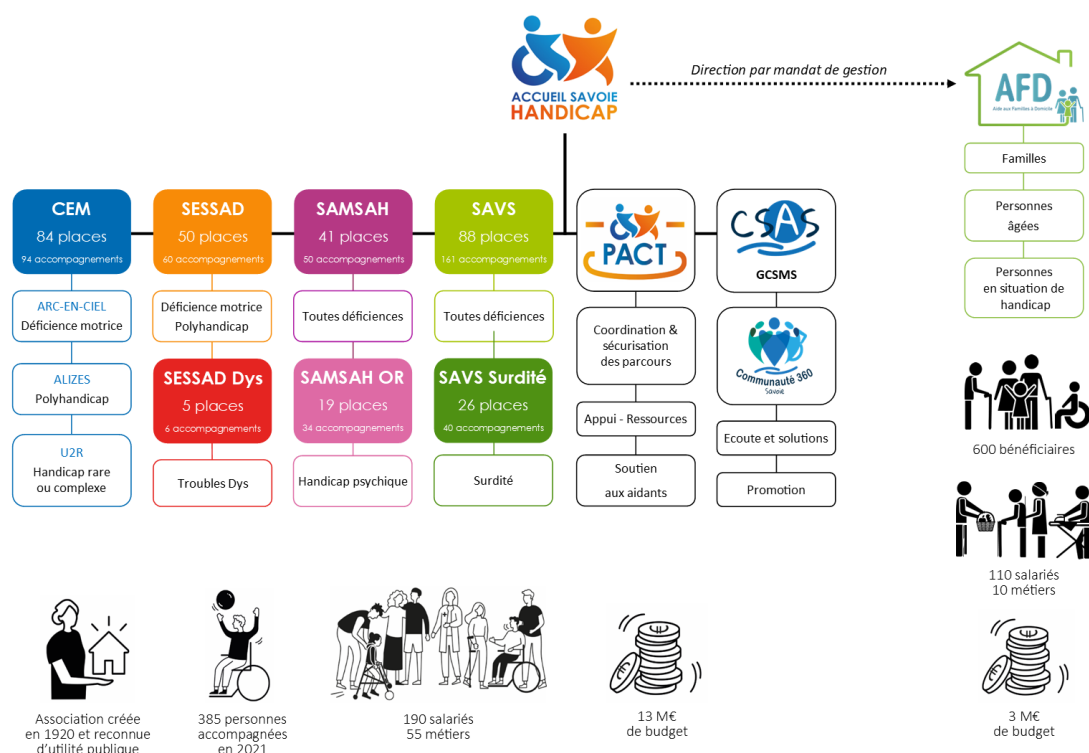 ACCUEIL SAVOIE
HANDICAP
Direction par mandat de gestion
AFD
Aide aux Familles à Domicile
Familles
Personnes
âgées
Personnes
en situation de
handicap
CEM
84 places
94 accompagnements
ARC-EN-CIEL
Déficience motrice
ALIZES
Polyhandicap
U2R
Handicap rare
ou complexe
SESSAD
50 places
60 accompagnements
Déficience motrice
Polyhandicap
SESSAD Dys
5 places
6 accompagnements
Troubles Dys
SAMSAH
41 places
50 accompagnements
Toutes déficiences
SAMSAH OR
19 places
34 accompagnements
Handicap psychique
SAVS
88 places
161 accompagnements
Toutes déficiences
SAVS Surdité
26 places
40 accompagnements
Surdité
PACT
Coordination &
sécurisation
des parcours
Appui - Ressources
Soutien
aux aidants
CSAS
GCSMS
Communauté 360
Savoie
Ecoute et solutions
Promotion
600 bénéficiaires
110 salariés
10 métiers
3 M€
de budget
Association créée
en 1920 et reconnue
d'utilité publique
385 personnes
accompagnées
en 2021
190 salariés
55 métiers
13 M€
de budget